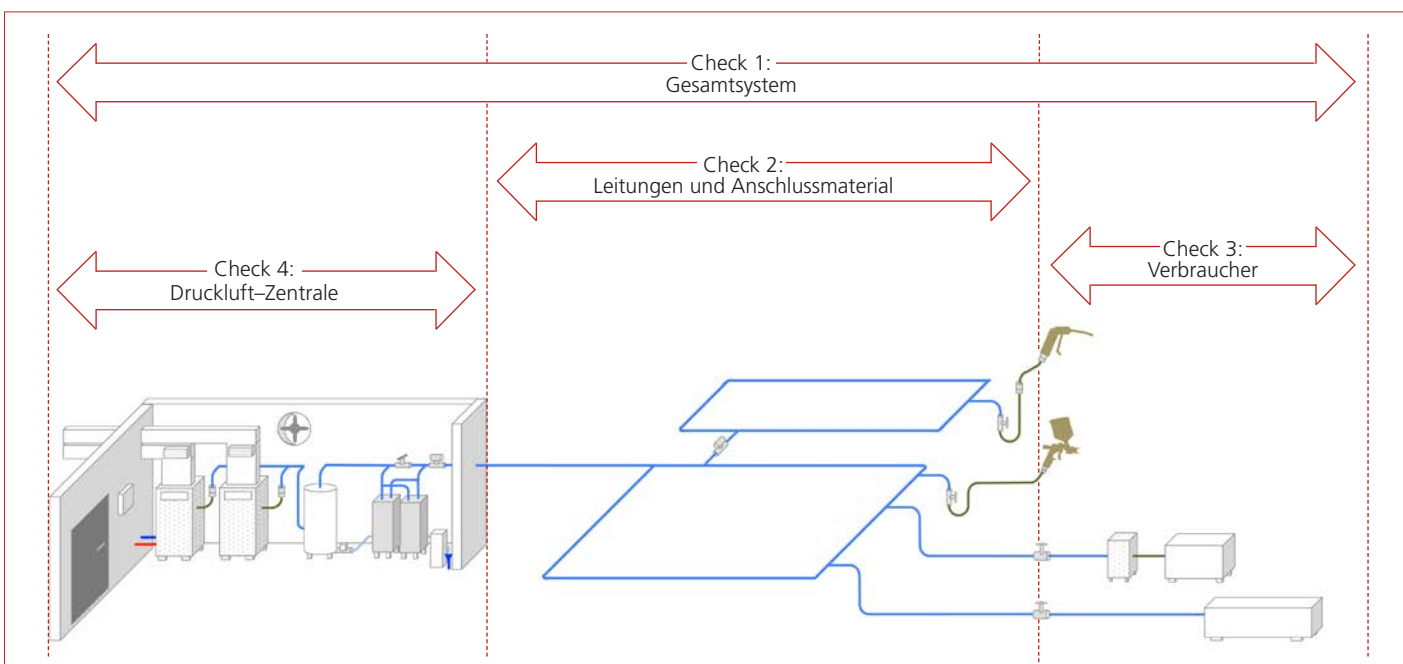 Check 1:
Gesamtsystem
Check 2:
Leitungen und Anschlussmaterial
Check 3:
Verbraucher
Check 4:
Druckluft–Zentrale